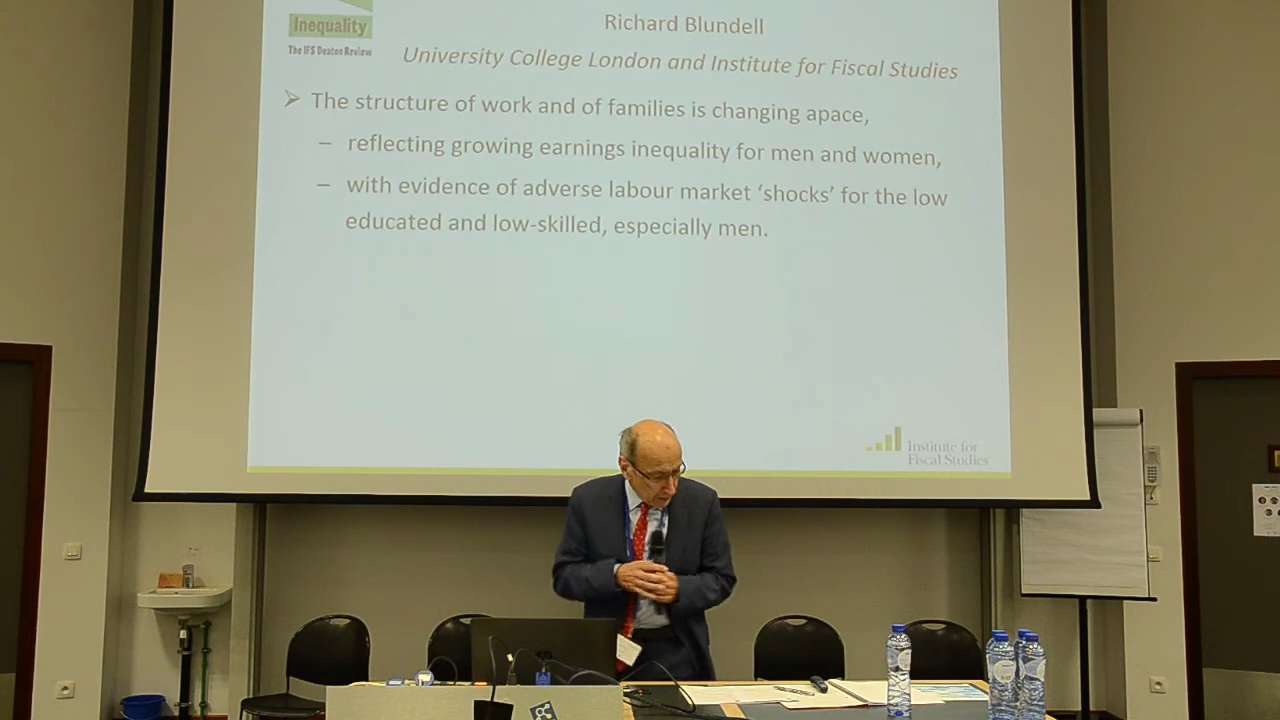 Inequality
The IFS Deaton Review
Richard Blundell
University College London and Institute for Fiscal Studies
➢ The structure of work and of families is changing apace,
– reflecting growing earnings inequality for men and women,
– with evidence of adverse labour market ‘shocks’ for the low
educated and low-skilled, especially men.
Institute for
Fiscal Studies